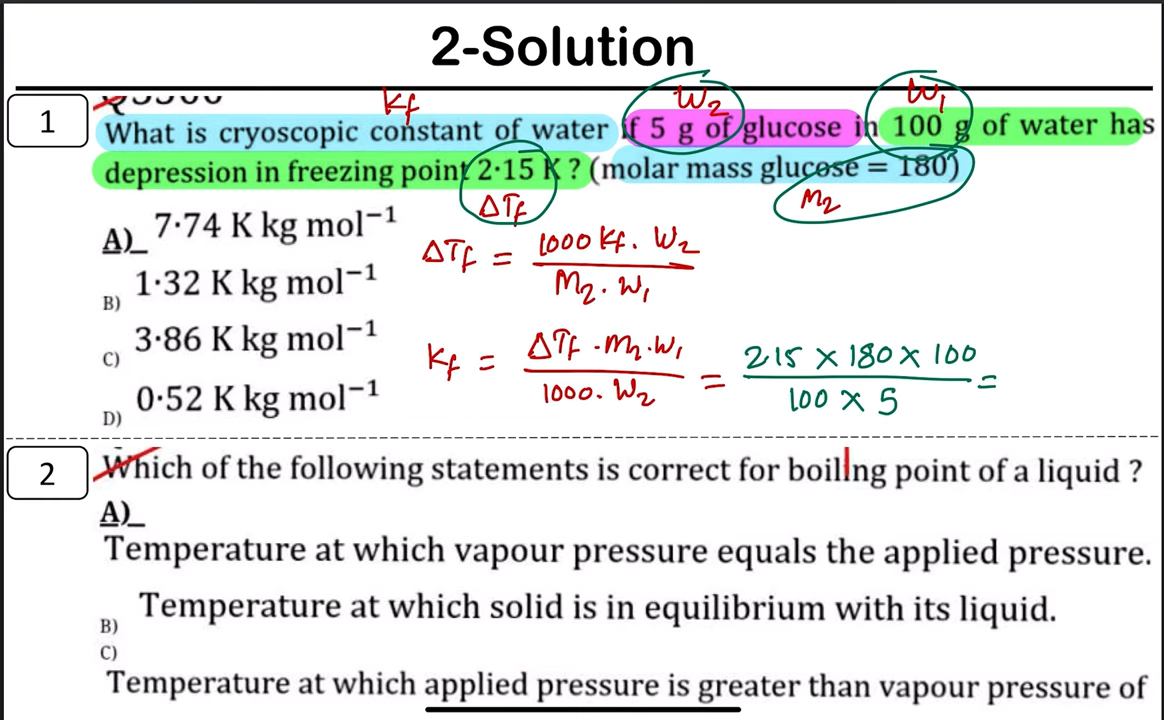 2-Solution
1
Kf
W₂
W₁
What is cryoscopic constant of water if 5 g of glucose in 100 g of water has
depression in freezing point 2·15 K ? (molar mass glucose = 180)
ΔTf
M₂
A)_ 7·74 K kg mol⁻¹
B) 1·32 K kg mol⁻¹
C) 3·86 K kg mol⁻¹
D) 0·52 K kg mol⁻¹
ΔTf = 1000 Kf · W₂ / M₂ · W₁
Kf = ΔTf · M₂ · W₁ / 1000 · W₂ = 215 × 180 × 100 / 100 × 5 =
2
Which of the following statements is correct for boiling point of a liquid ?
A)_
Temperature at which vapour pressure equals the applied pressure.
B) Temperature at which solid is in equilibrium with its liquid.
C)
Temperature at which applied pressure is greater than vapour pressure of